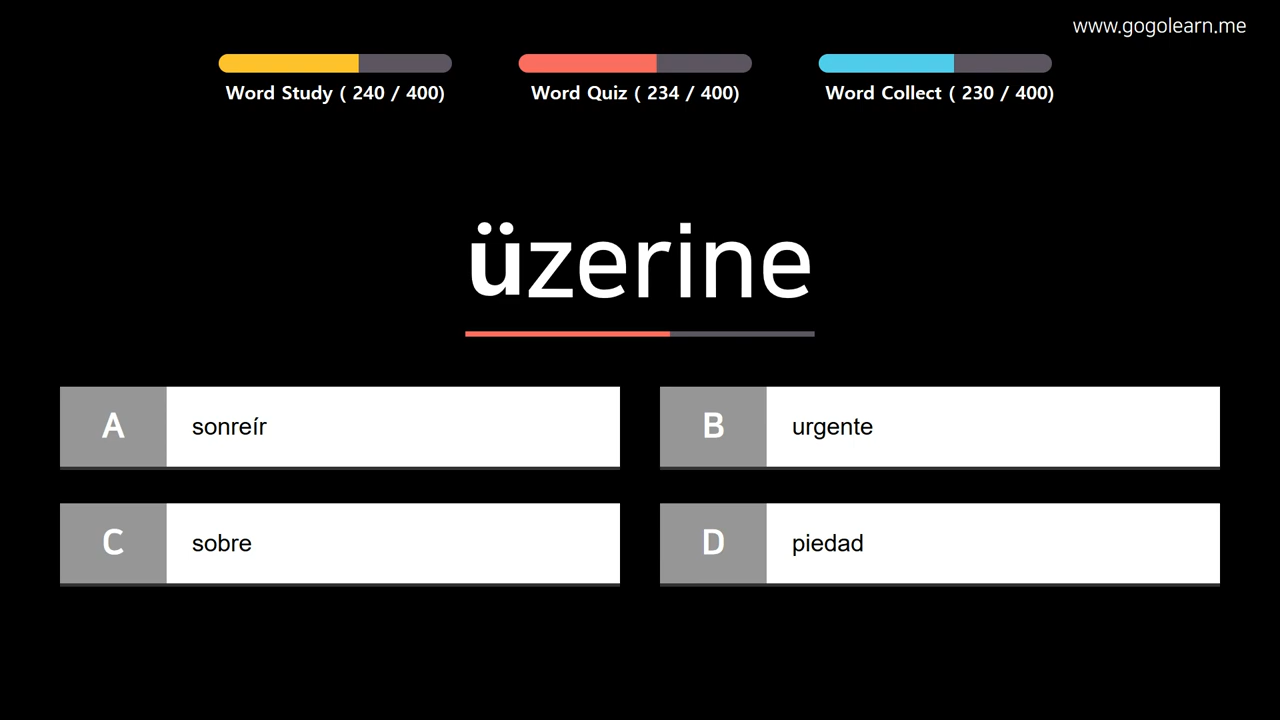 www.gogolearn.me
Word Study ( 240 / 400)
Word Quiz ( 234 / 400)
Word Collect ( 230 / 400)
üzerine
A sonreír
B urgente
C sobre
D piedad